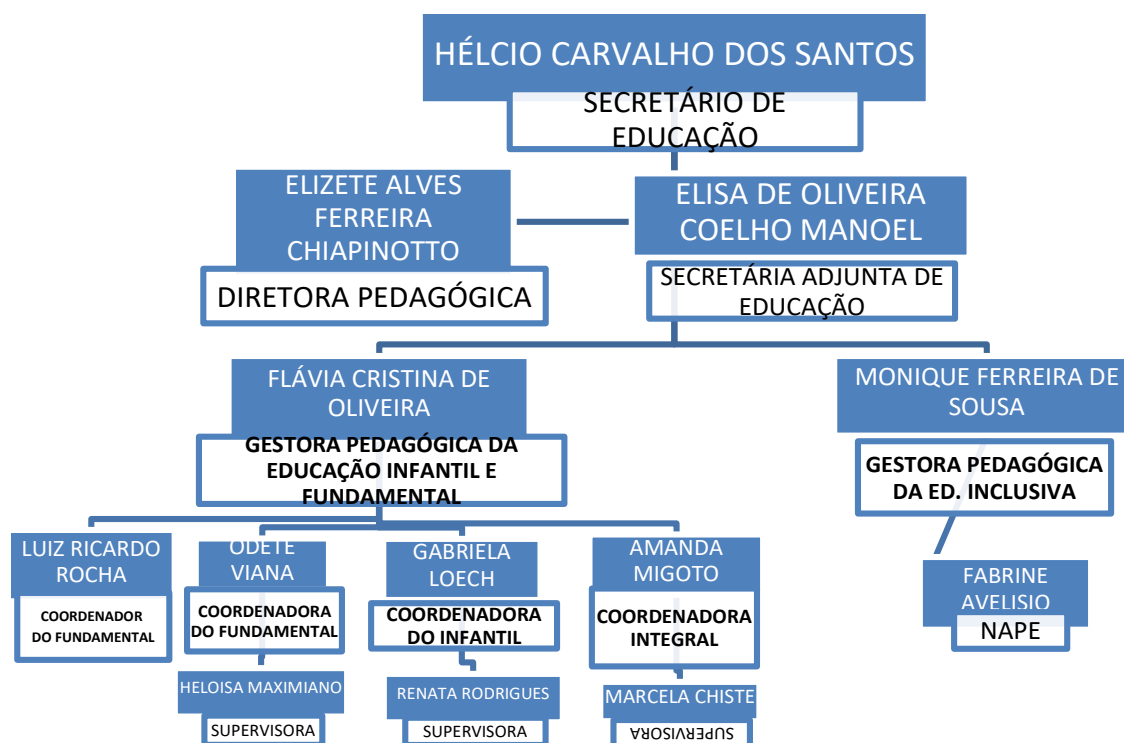 HÉLCIO CARVALHO DOS SANTOS
SECRETÁRIO DE
EDUCAÇÃO
ELIZETE ALVES
FERREIRA
CHIAPINOTTO
DIRETORA PEDAGÓGICA
ELISA DE OLIVEIRA
COELHO MANOEL
SECRETÁRIA ADJUNTA DE
EDUCAÇÃO
FLÁVIA CRISTINA DE
OLIVEIRA
GESTORA PEDAGÓGICA DA
EDUCAÇÃO INFANTIL E
FUNDAMENTAL
MONIQUE FERREIRA DE
SOUSA
GESTORA PEDAGÓGICA
DA ED. INCLUSIVA
LUIZ RICARDO
ROCHA
COORDENADOR
DO FUNDAMENTAL
ODETE
VIANA
COORDENADORA
DO FUNDAMENTAL
GABRIELA
LOECH
COORDENADORA
DO INFANTIL
AMANDA
MIGOTO
COORDENADORA
INTEGRAL
FABRINE
AVELISIO
NAPE
HELOISA MAXIMIANO
SUPERVISORA
RENATA RODRIGUES
SUPERVISORA
MARCELA CHISTE
SUPERVISORA